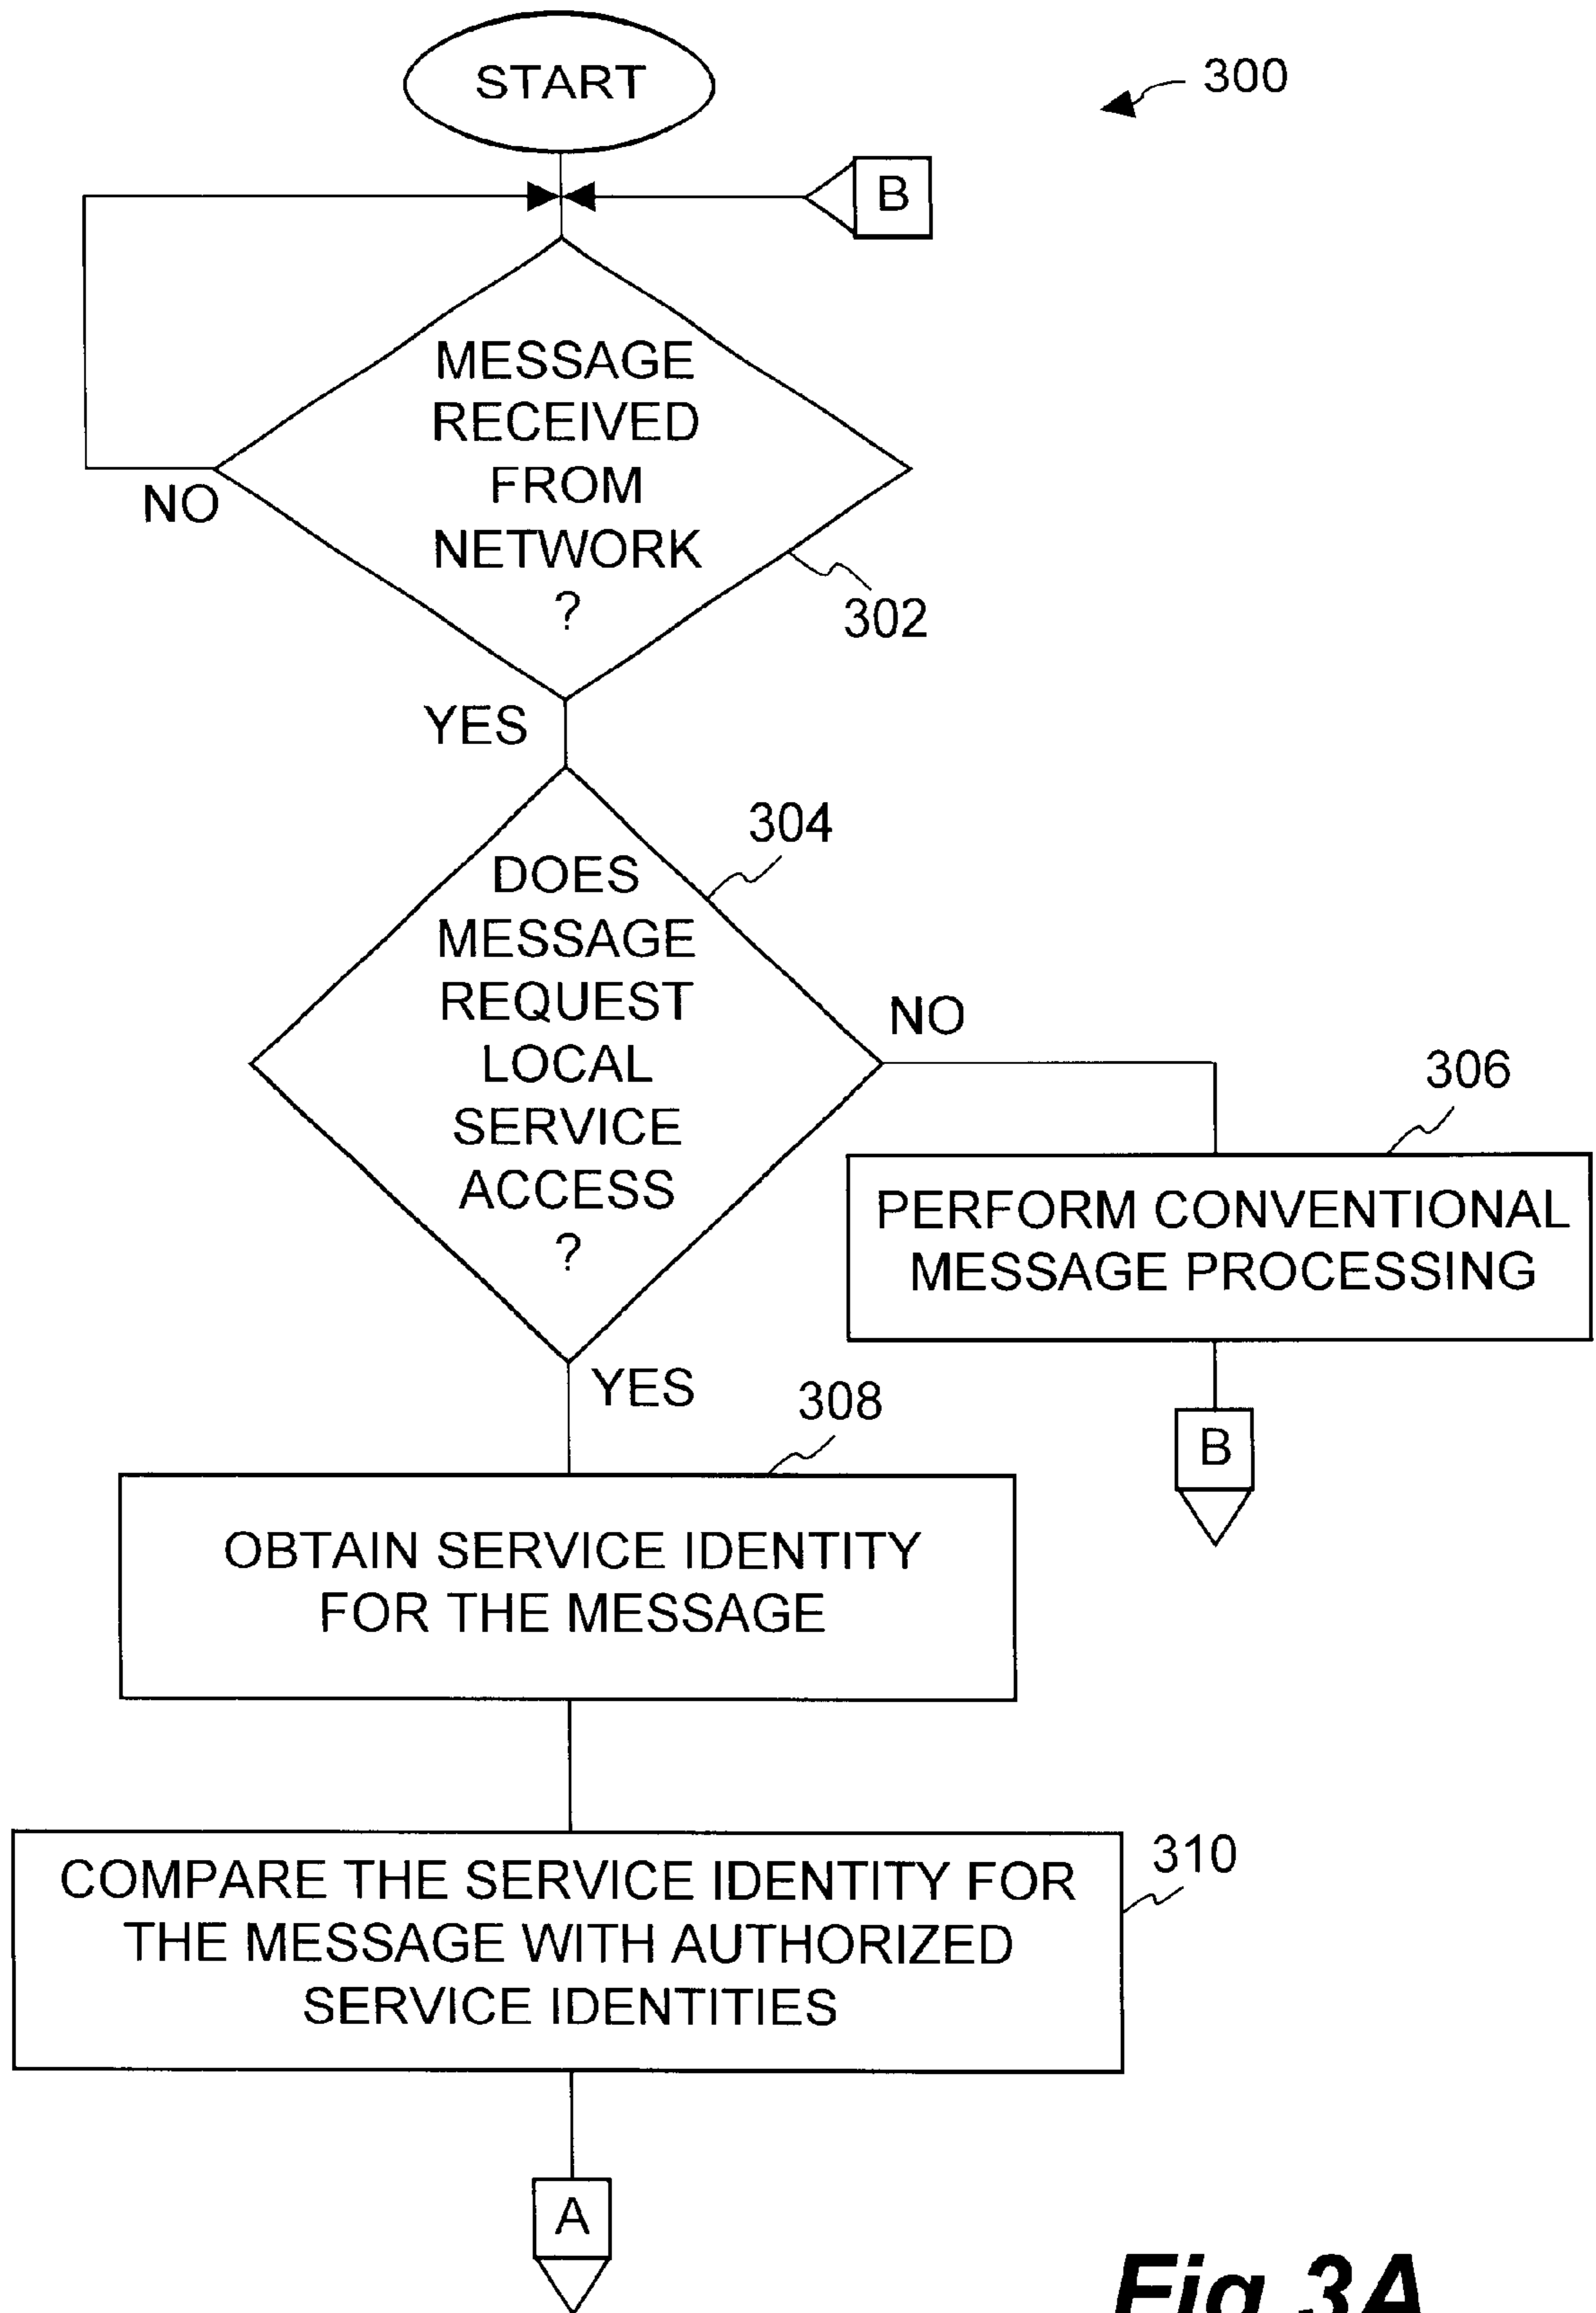 START
300
B
MESSAGE
RECEIVED
FROM
NETWORK
?
NO
302
YES
304
DOES
MESSAGE
REQUEST
LOCAL
SERVICE
ACCESS
?
NO
306
PERFORM CONVENTIONAL
MESSAGE PROCESSING
YES
308
B
OBTAIN SERVICE IDENTITY
FOR THE MESSAGE
310
COMPARE THE SERVICE IDENTITY FOR
THE MESSAGE WITH AUTHORIZED
SERVICE IDENTITIES
A
Fig 3A